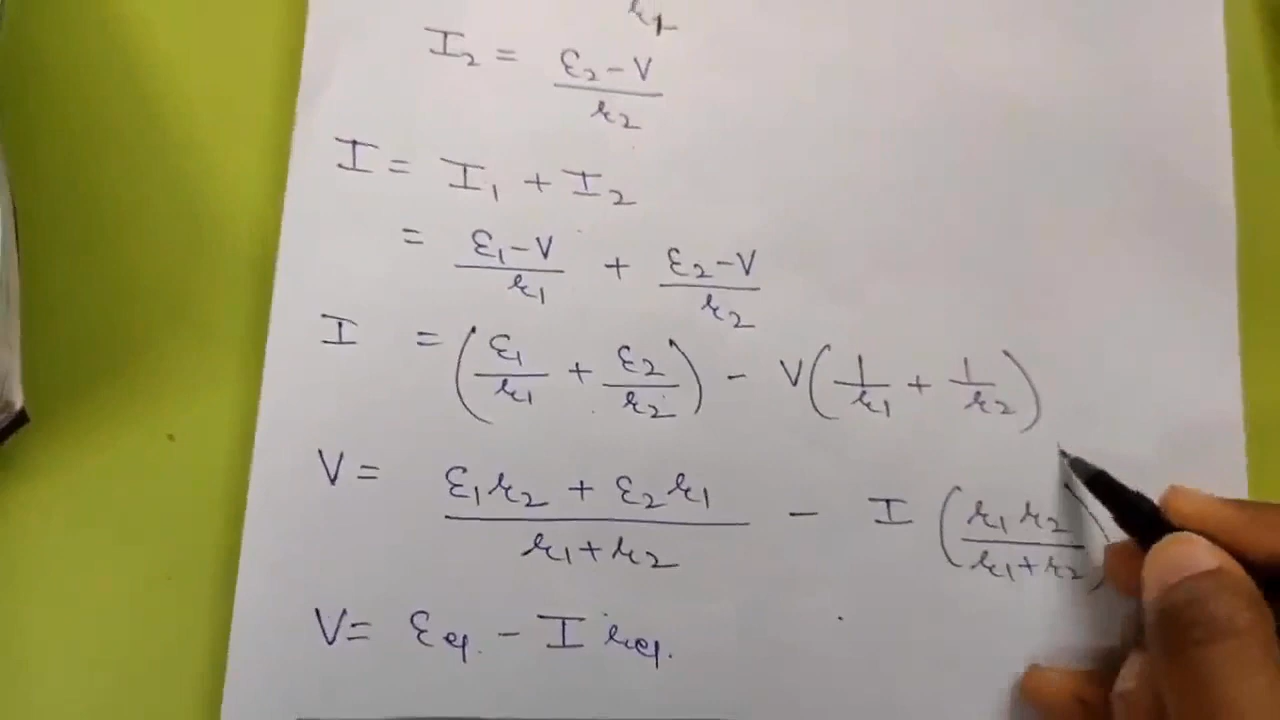 r₁
I₂ = (ε₂ − V)/r₂
I = I₁ + I₂
= (ε₁ − V)/r₁ + (ε₂ − V)/r₂
I = (ε₁/r₁ + ε₂/r₂) − V(1/r₁ + 1/r₂)
V = (ε₁r₂ + ε₂r₁)/(r₁ + r₂) − I (r₁r₂/(r₁ + r₂))
V = εeq. − I req.